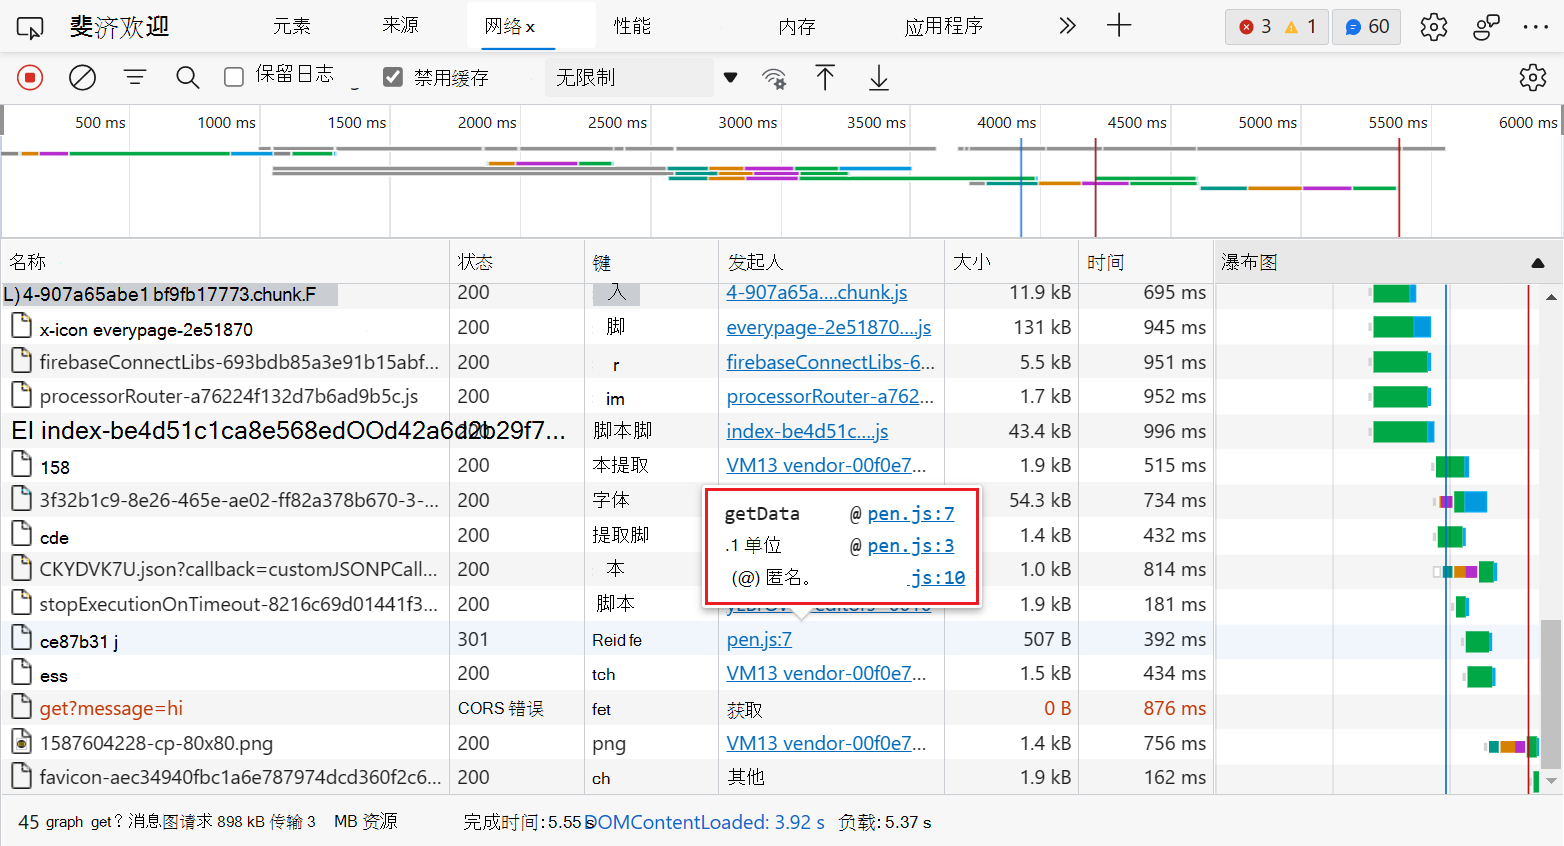 斐济欢迎 元素 来源 网络 x 性能 内存 应用程序 3 1 60
保留日志 禁用缓存 无限制
500 ms 1000 ms 1500 ms 2000 ms 2500 ms 3000 ms 3500 ms 4000 ms 4500 ms 5000 ms 5500 ms 6000 ms
名称 状态 键 发起人 大小 时间 瀑布图
L)4-907a65abe1 bf9fb17773.chunk.F 200 入 4-907a65a....chunk.js 11.9 kB 695 ms
x-icon everypage-2e51870 200 脚 everypage-2e51870....js 131 kB 945 ms
firebaseConnectLibs-693bdb85a3e91b15abf... 200 r firebaseConnectLibs-6... 5.5 kB 951 ms
processorRouter-a76224f132d7b6ad9b5c.js 200 im processorRouter-a762... 1.7 kB 952 ms
EI index-be4d51c1ca8e568edOOd42a6d2b29f7... 200 脚本脚 index-be4d51c....js 43.4 kB 996 ms
158 200 本提取 VM13 vendor-00f0e7... 1.9 kB 515 ms
3f32b1c9-8e26-465e-ae02-ff82a378b670-3-... 200 字体 54.3 kB 734 ms
getData @ pen.js:7
cde 200 提取脚 1.4 kB 432 ms
.1 单位 @ pen.js:3
CKYDVK7U.json?callback=customJSONPCall... 200 本 1.0 kB 814 ms
(@) 匿名。 js:10
stopExecutionOnTimeout-8216c69d01441f3... 200 脚本 1.9 kB 181 ms
ce87b31 j 301 Reid fe pen.js:7 507 B 392 ms
ess 200 tch VM13 vendor-00f0e7... 1.5 kB 434 ms
get?message=hi CORS 错误 fet 获取 0 B 876 ms
1587604228-cp-80x80.png 200 png VM13 vendor-00f0e7... 1.4 kB 756 ms
favicon-aec34940fbc1a6e787974dcd360f2c6... 200 ch 其他 1.9 kB 162 ms
45 graph get? 消息图请求 898 kB 传输 3 MB 资源 完成时间: 5.55 s DOMContentLoaded: 3.92 s 负载: 5.37 s